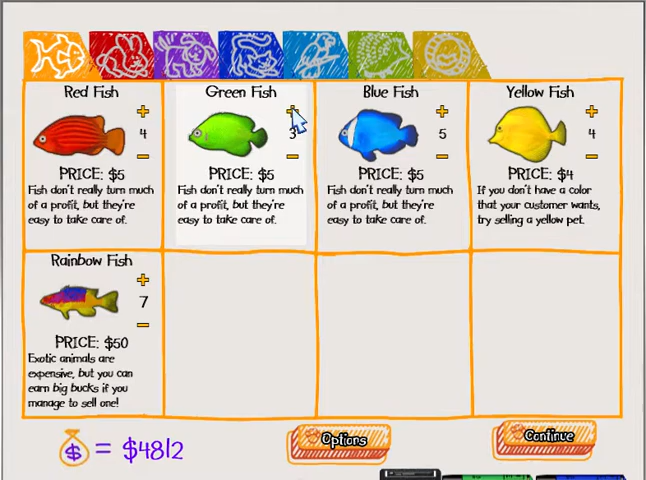 Red Fish
Green Fish
Blue Fish
Yellow Fish
+
+
+
+
4
3
5
4
–
–
–
–
PRICE: $5
PRICE: $5
PRICE: $5
PRICE: $4
Fish don't really turn much
of a profit, but they're
easy to take care of.
Fish don't really turn much
of a profit, but they're
easy to take care of.
Fish don't really turn much
of a profit, but they're
easy to take care of.
If you don't have a color
that your customer wants,
try selling a yellow pet.
Rainbow Fish
+
7
–
PRICE: $50
Exotic animals are
expensive, but you can
earn big bucks if you
manage to sell one!
$ = $4812
Options
Continue